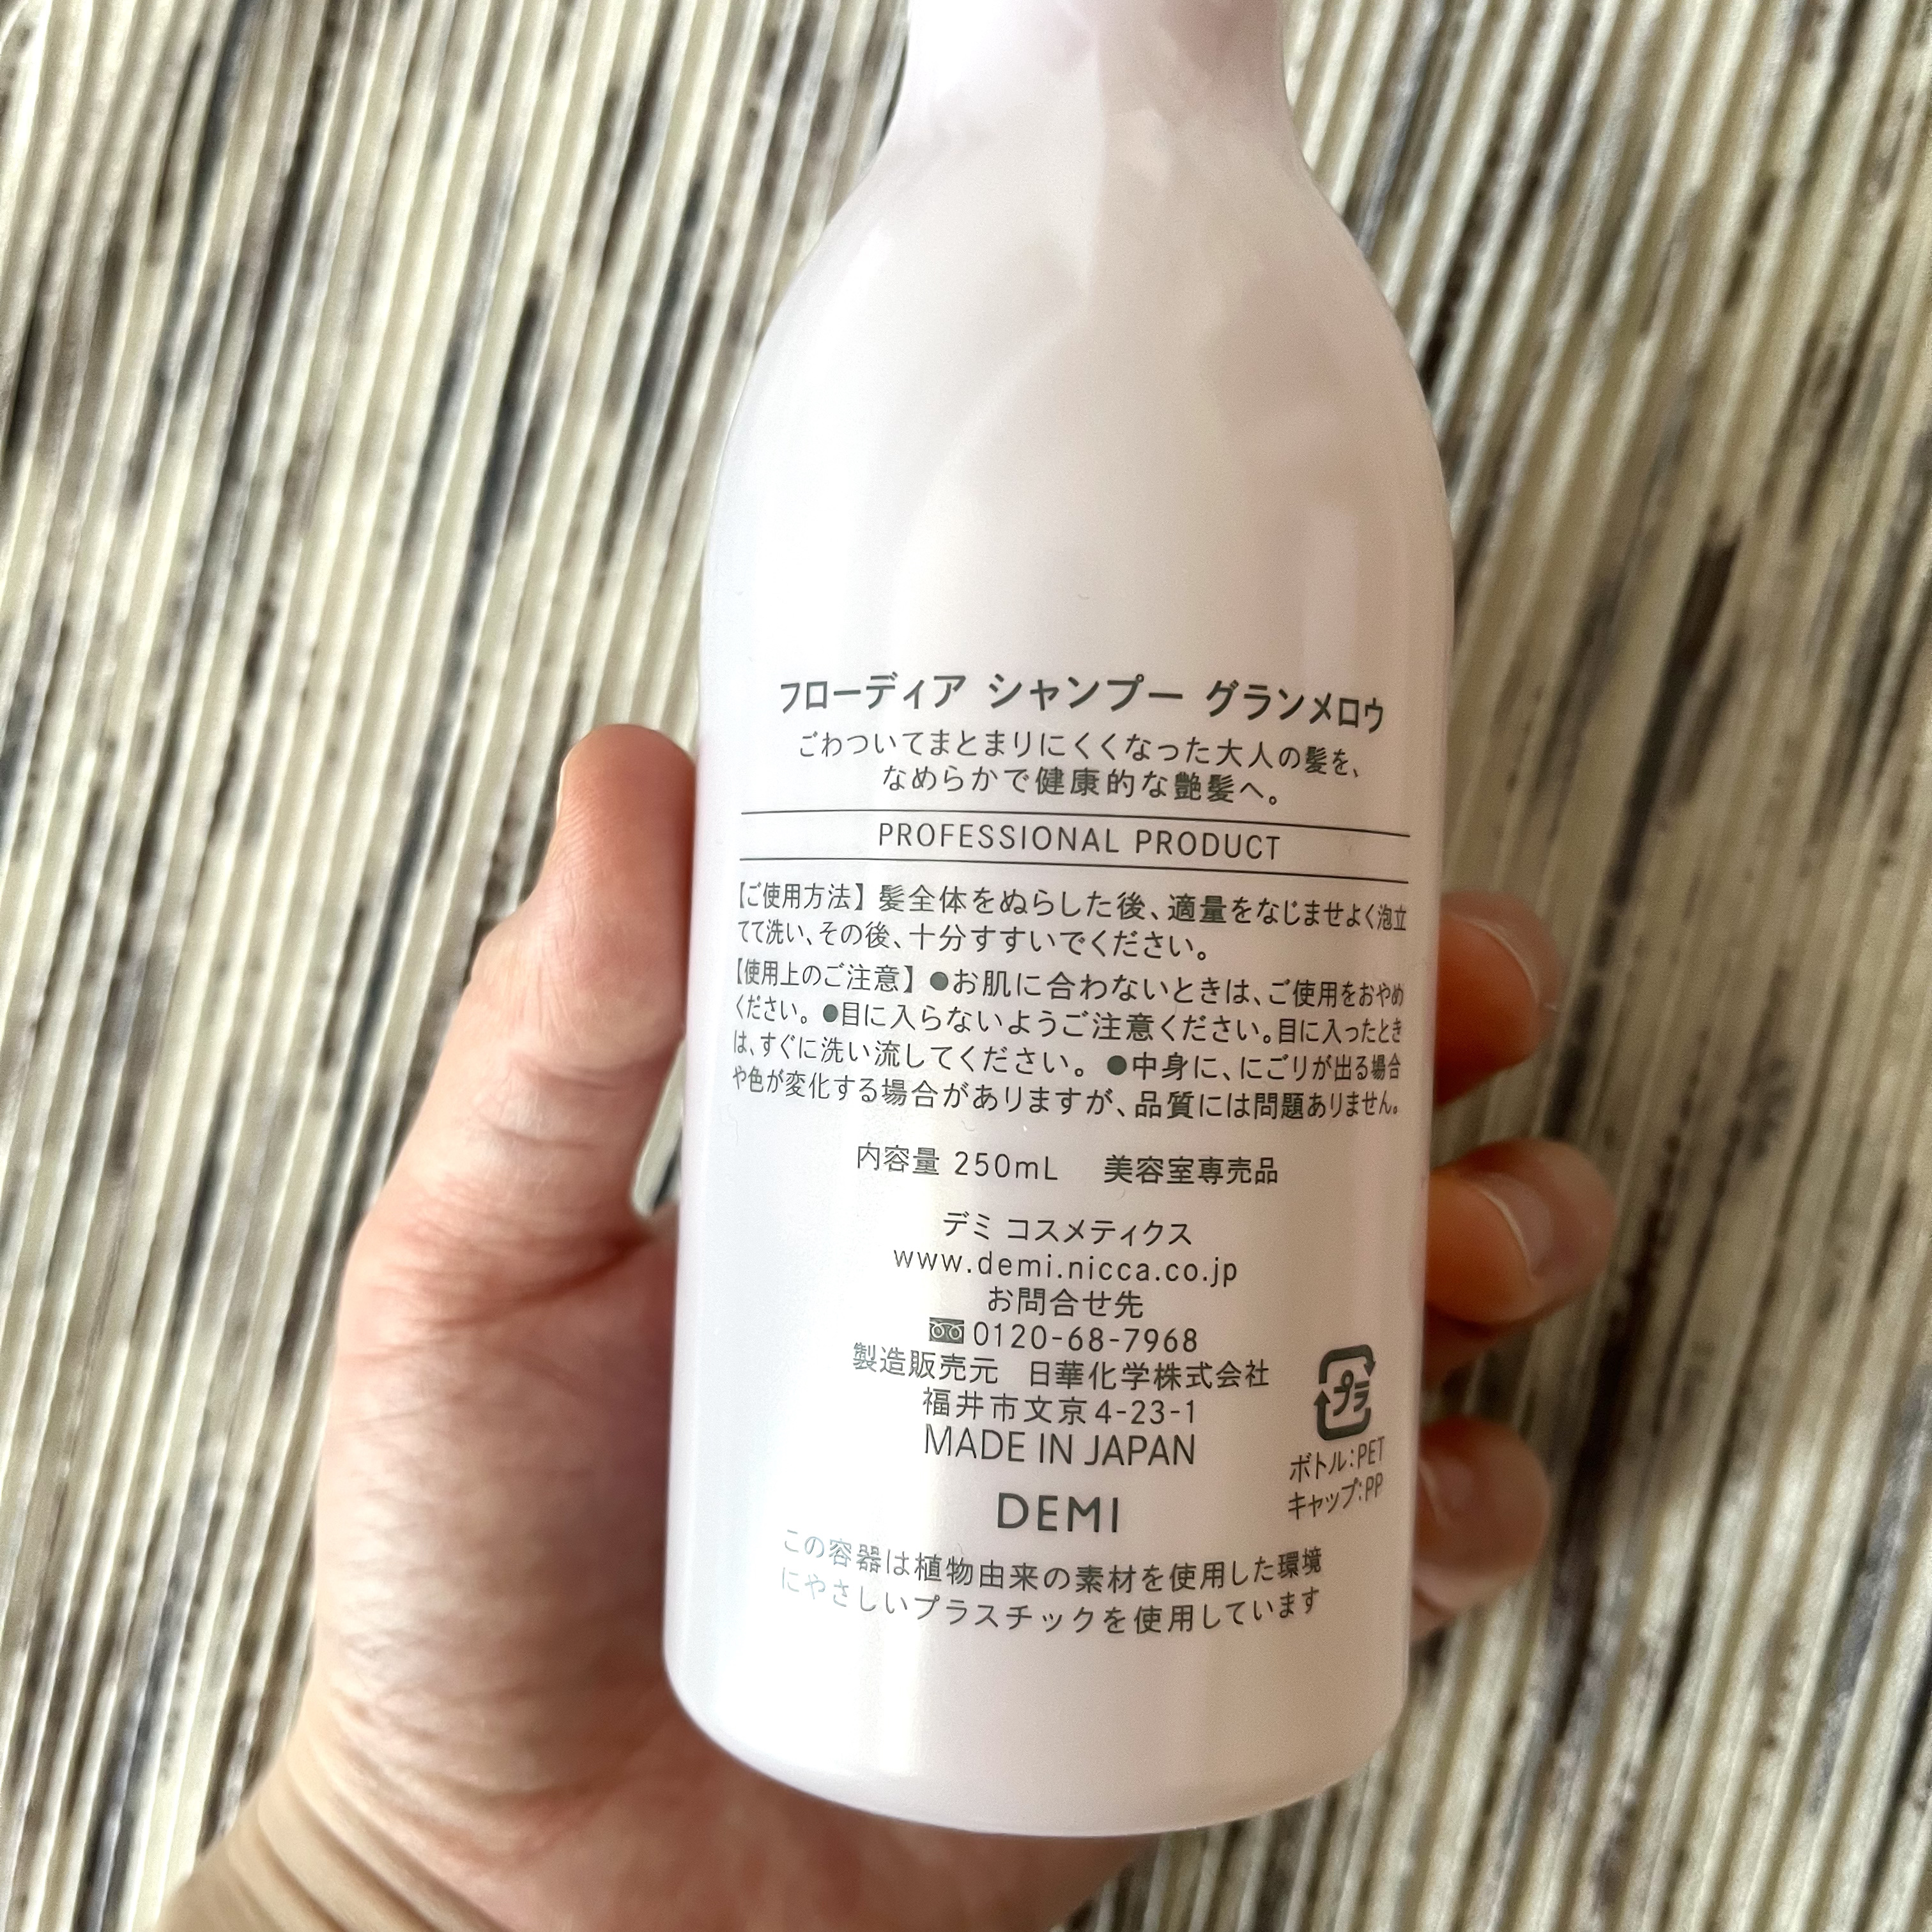 フローディア シャンプー グランメロウ
ごわついてまとまりにくくなった大人の髪を、
なめらかで健康的な艶髪へ。
PROFESSIONAL PRODUCT
【ご使用方法】髪全体をぬらした後、適量をなじませよく泡立
てて洗い、その後、十分すすいでください。
【使用上のご注意】●お肌に合わないときは、ご使用をおやめ
ください。●目に入らないようご注意ください。目に入ったとき
は、すぐに洗い流してください。●中身に、にごりが出る場合
や色が変化する場合がありますが、品質には問題ありません。
内容量 250mL 美容室専売品
デミ コスメティクス
www.demi.nicca.co.jp
お問合せ先
0120-68-7968
製造販売元 日華化学株式会社
福井市文京4-23-1
MADE IN JAPAN
プラ
ボトル:PET
キャップ:PP
DEMI
この容器は植物由来の素材を使用した環境
にやさしいプラスチックを使用しています